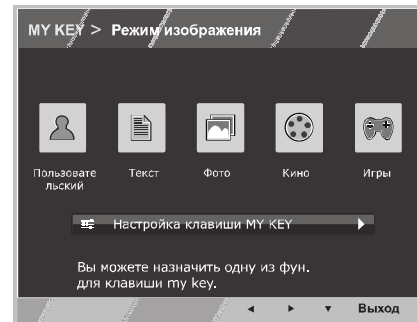 MY KEY > Режим изображения
Пользовате
льский
Текст
Фото
Кино
Игры
Настройка клавиши MY KEY
Вы можете назначить одну из фун.
для клавиши my key.
Выход